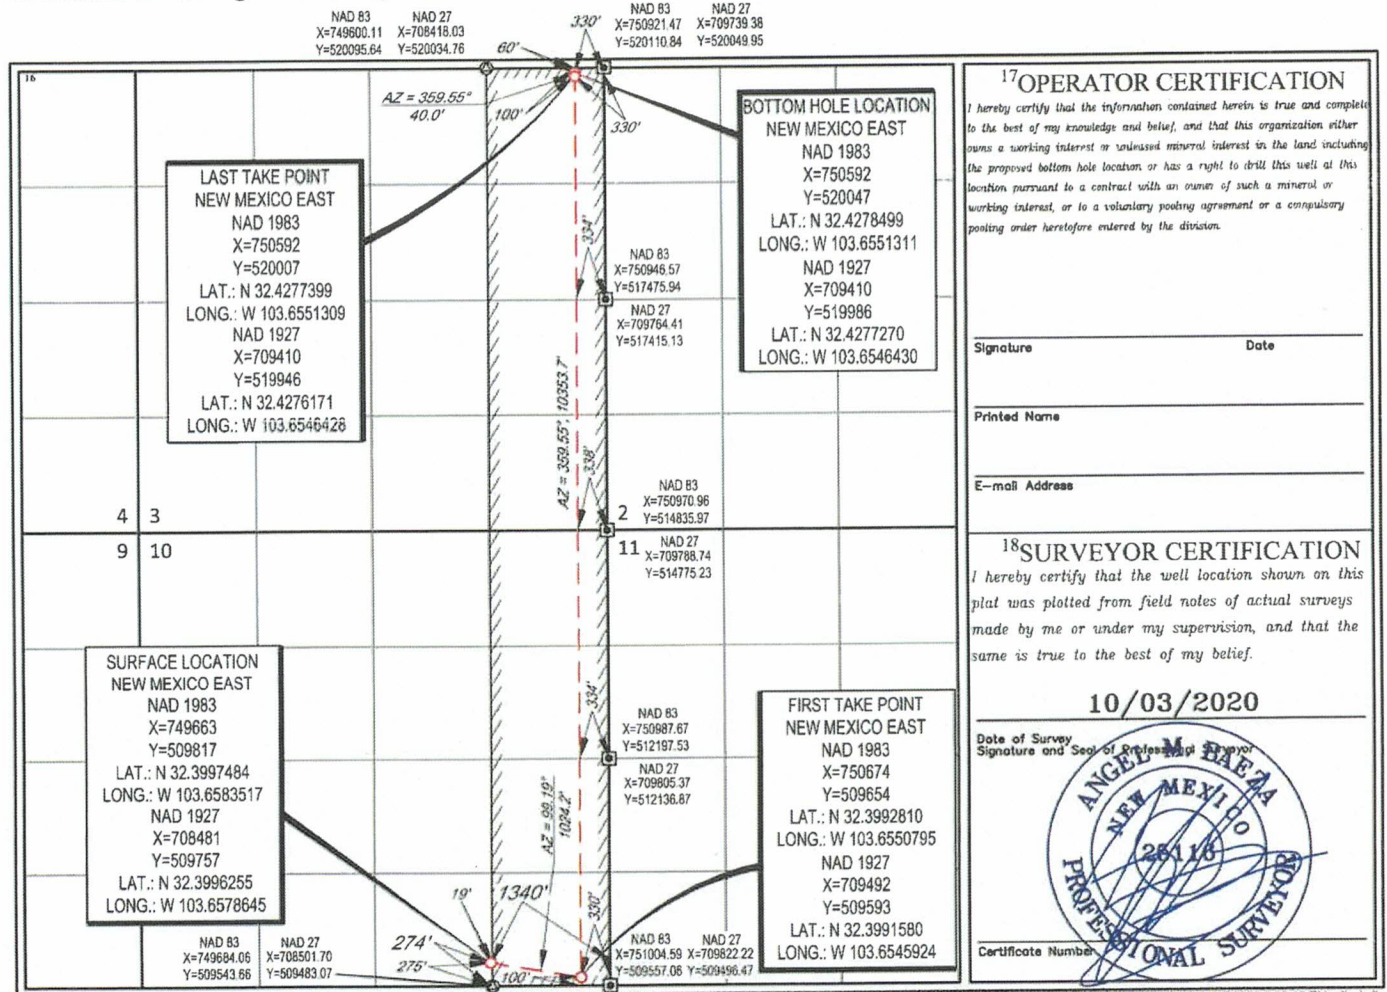 NAD 83 NAD 27
X=749600.11 X=708418.03
Y=520095.64 Y=520034.76
60'
330'
NAD 83 NAD 27
X=750921.47 X=709739.38
Y=520110.84 Y=520049.95
16
AZ = 359.55°
40.0'
100'
330'
LAST TAKE POINT
NEW MEXICO EAST
NAD 1983
X=750592
Y=520007
LAT.: N 32.4277399
LONG.: W 103.6551309
NAD 1927
X=709410
Y=519946
LAT.: N 32.4276171
LONG.: W 103.6546428
BOTTOM HOLE LOCATION
NEW MEXICO EAST
NAD 1983
X=750592
Y=520047
LAT.: N 32.4278499
LONG.: W 103.6551311
NAD 1927
X=709410
Y=519986
LAT.: N 32.4277270
LONG.: W 103.6546430
334'
NAD 83
X=750946.57
Y=517475.94
NAD 27
X=709764.41
Y=517415.13
AZ = 359.55°, 10353.7'
338'
NAD 83
X=750970.96
Y=514835.97
4 3
2
9 10
11
NAD 27
X=709788.74
Y=514775.23
SURFACE LOCATION
NEW MEXICO EAST
NAD 1983
X=749663
Y=509817
LAT.: N 32.3997484
LONG.: W 103.6583517
NAD 1927
X=708481
Y=509757
LAT.: N 32.3996255
LONG.: W 103.6578645
334'
NAD 83
X=750987.67
Y=512197.53
NAD 27
X=709805.37
Y=512136.87
AZ = 99.19°
1024.2'
FIRST TAKE POINT
NEW MEXICO EAST
NAD 1983
X=750674
Y=509654
LAT.: N 32.3992810
LONG.: W 103.6550795
NAD 1927
X=709492
Y=509593
LAT.: N 32.3991580
LONG.: W 103.6545924
19'
1340'
330'
274'
275'
100'
NAD 83 NAD 27
X=749684.06 X=708501.70
Y=509543.66 Y=509483.07
NAD 83 NAD 27
X=751004.59 X=709822.22
Y=509557.06 Y=509496.47
17 OPERATOR CERTIFICATION
I hereby certify that the information contained herein is true and complete
to the best of my knowledge and belief, and that this organization either
owns a working interest or unleased mineral interest in the land including
the proposed bottom hole location or has a right to drill this well at this
location pursuant to a contract with an owner of such a mineral or
working interest, or to a voluntary pooling agreement or a compulsory
pooling order heretofore entered by the division.
Signature Date
Printed Name
E-mail Address
18 SURVEYOR CERTIFICATION
I hereby certify that the well location shown on this
plat was plotted from field notes of actual surveys
made by me or under my supervision, and that the
same is true to the best of my belief.
10/03/2020
Date of Survey
Signature and Seal of Professional Surveyor
ANGEL M BAEZA
NEW MEXICO
25116
PROFESSIONAL SURVEYOR
Certificate Number